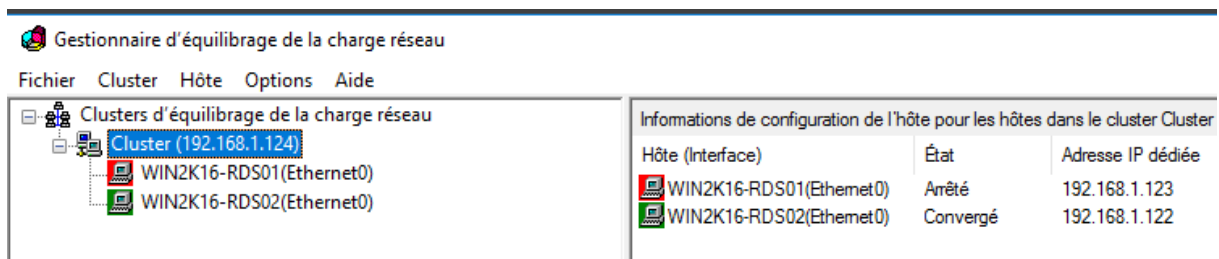 Gestionnaire d'équilibrage de la charge réseau
Fichier Cluster Hôte Options Aide
Clusters d'équilibrage de la charge réseau
Cluster (192.168.1.124)
WIN2K16-RDS01(Ethernet0)
WIN2K16-RDS02(Ethernet0)
Informations de configuration de l'hôte pour les hôtes dans le cluster Cluster
Hôte (Interface) État Adresse IP dédiée
WIN2K16-RDS01(Ethernet0) Arrêté 192.168.1.123
WIN2K16-RDS02(Ethernet0) Convergé 192.168.1.122